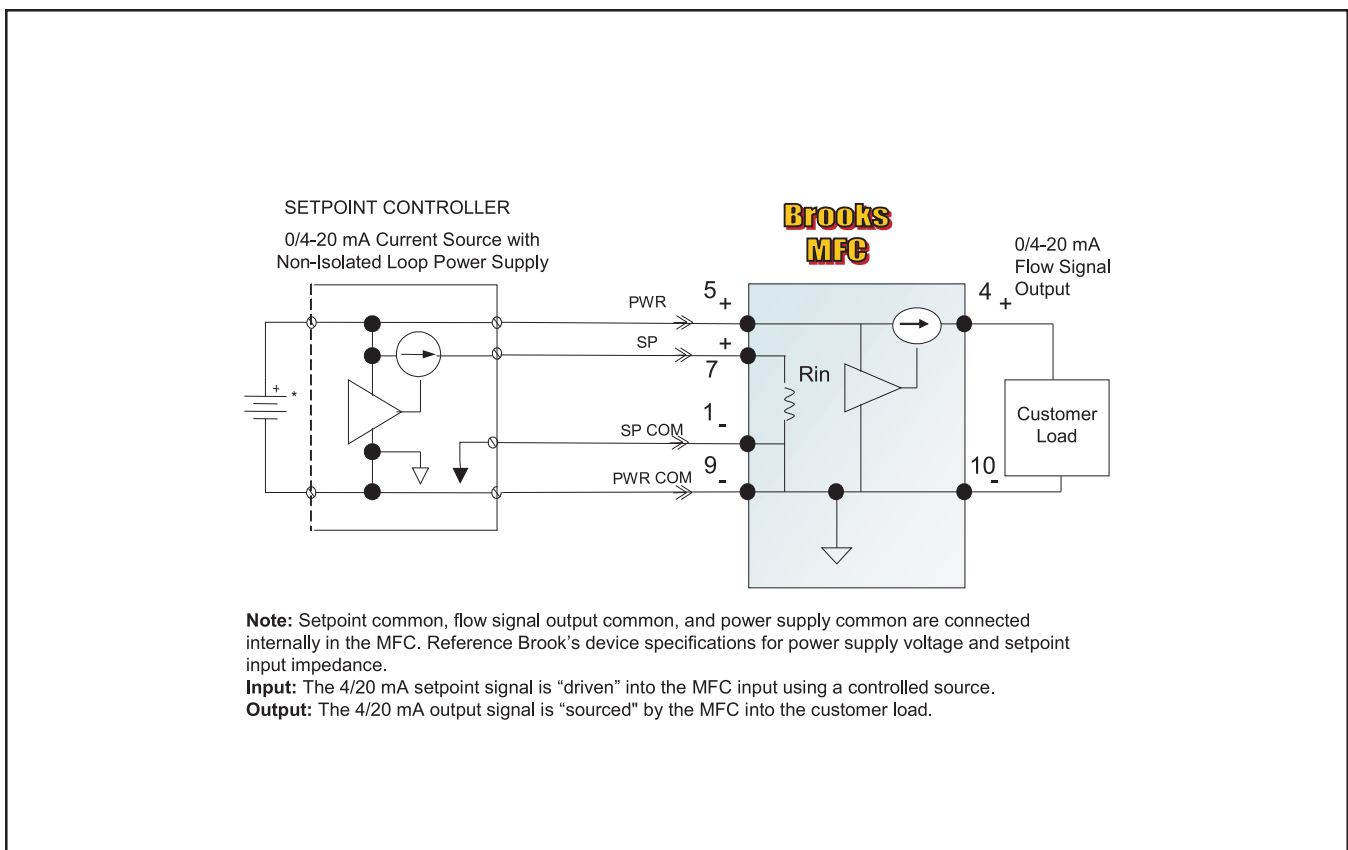 SETPOINT CONTROLLER
0/4-20 mA Current Source with
Non-Isolated Loop Power Supply
Brooks
MFC
0/4-20 mA
Flow Signal
Output
PWR
5
+
4
+
SP
+
7
Rin
+
*
1
-
SP COM
Customer
Load
PWR COM
9
-
10
-
Note: Setpoint common, flow signal output common, and power supply common are connected
internally in the MFC. Reference Brook's device specifications for power supply voltage and setpoint
input impedance.
Input: The 4/20 mA setpoint signal is “driven” into the MFC input using a controlled source.
Output: The 4/20 mA output signal is “sourced" by the MFC into the customer load.